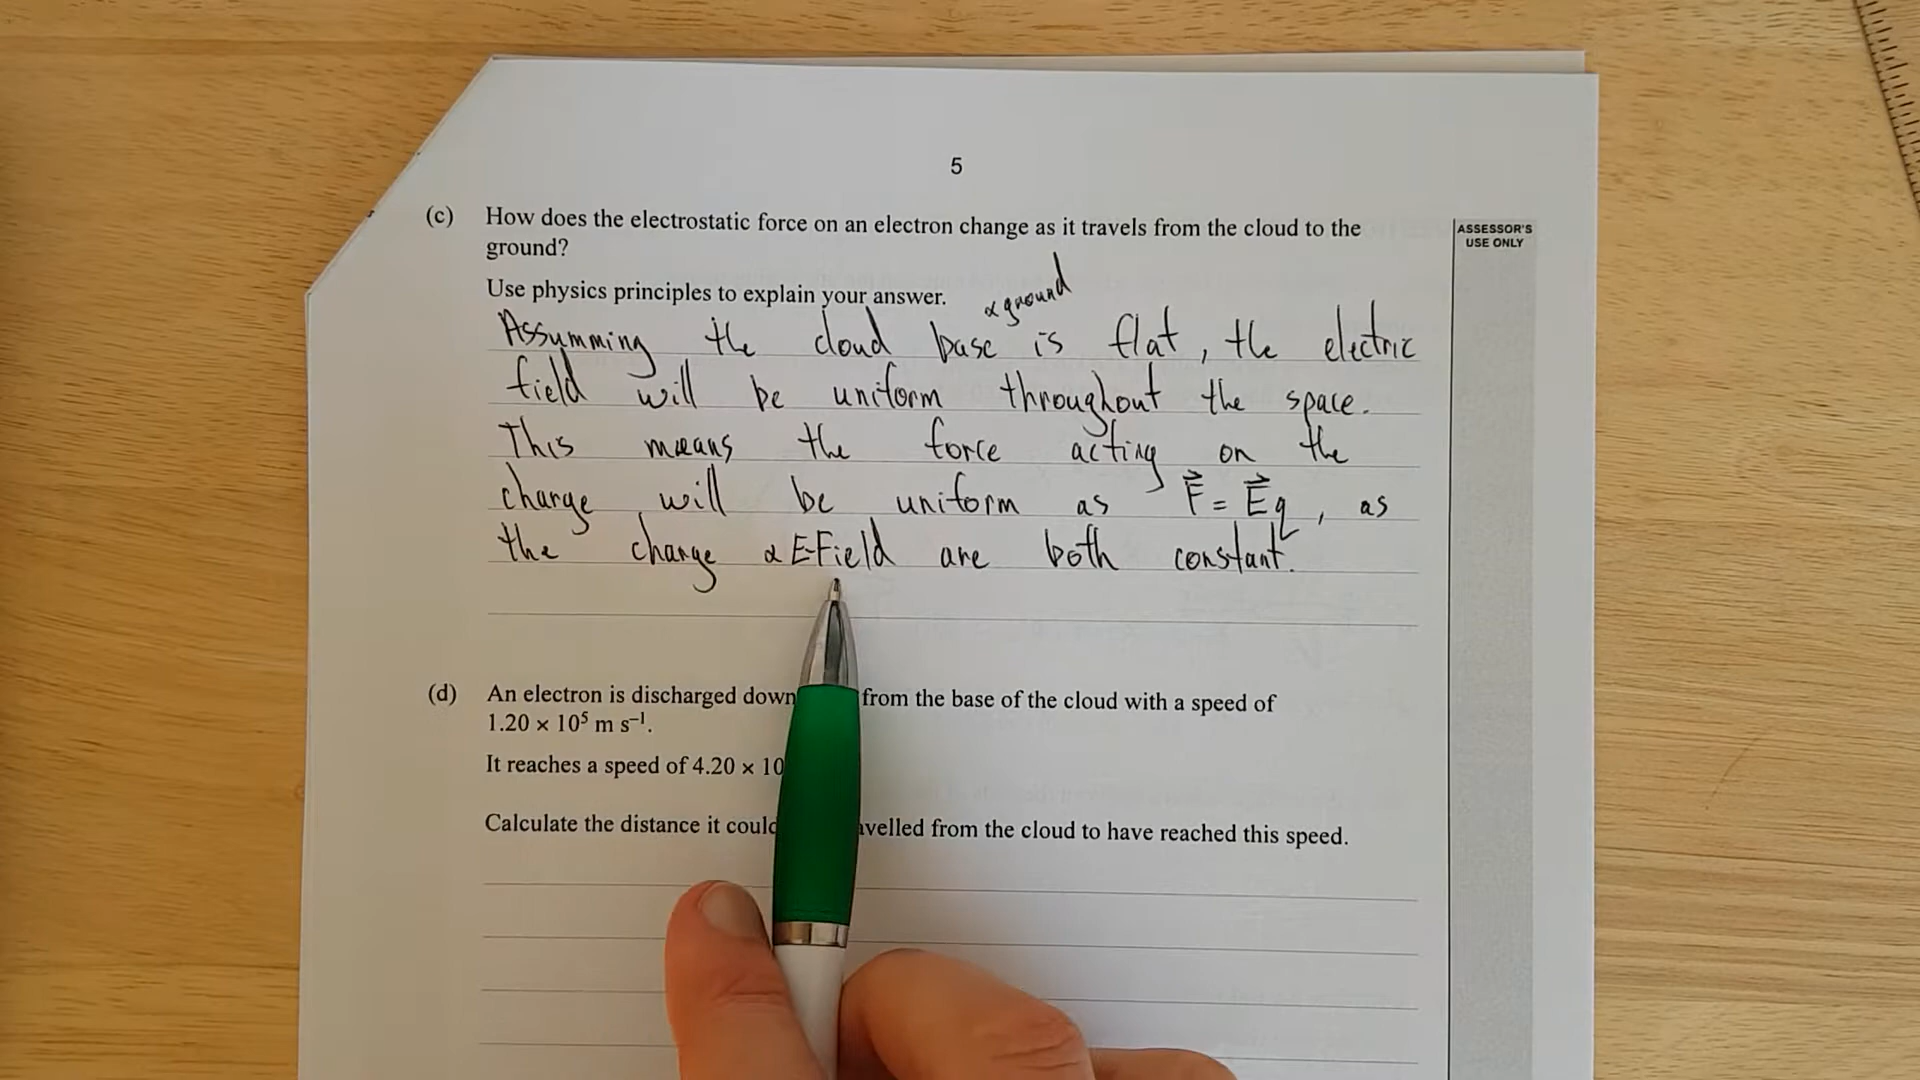 5
(c) How does the electrostatic force on an electron change as it travels from the cloud to the
ground?
ASSESSOR'S
USE ONLY
Use physics principles to explain your answer.
& ground
Assumming the cloud base is flat, the electric
field will be uniform throughout the space.
This means the force acting on the
charge will be uniform as F⃗ = E⃗q, as
the charge & E-Field are both constant.
(d) An electron is discharged down from the base of the cloud with a speed of
1.20 × 10⁵ m s⁻¹.
It reaches a speed of 4.20 × 10
Calculate the distance it could from the cloud to have reached this speed.